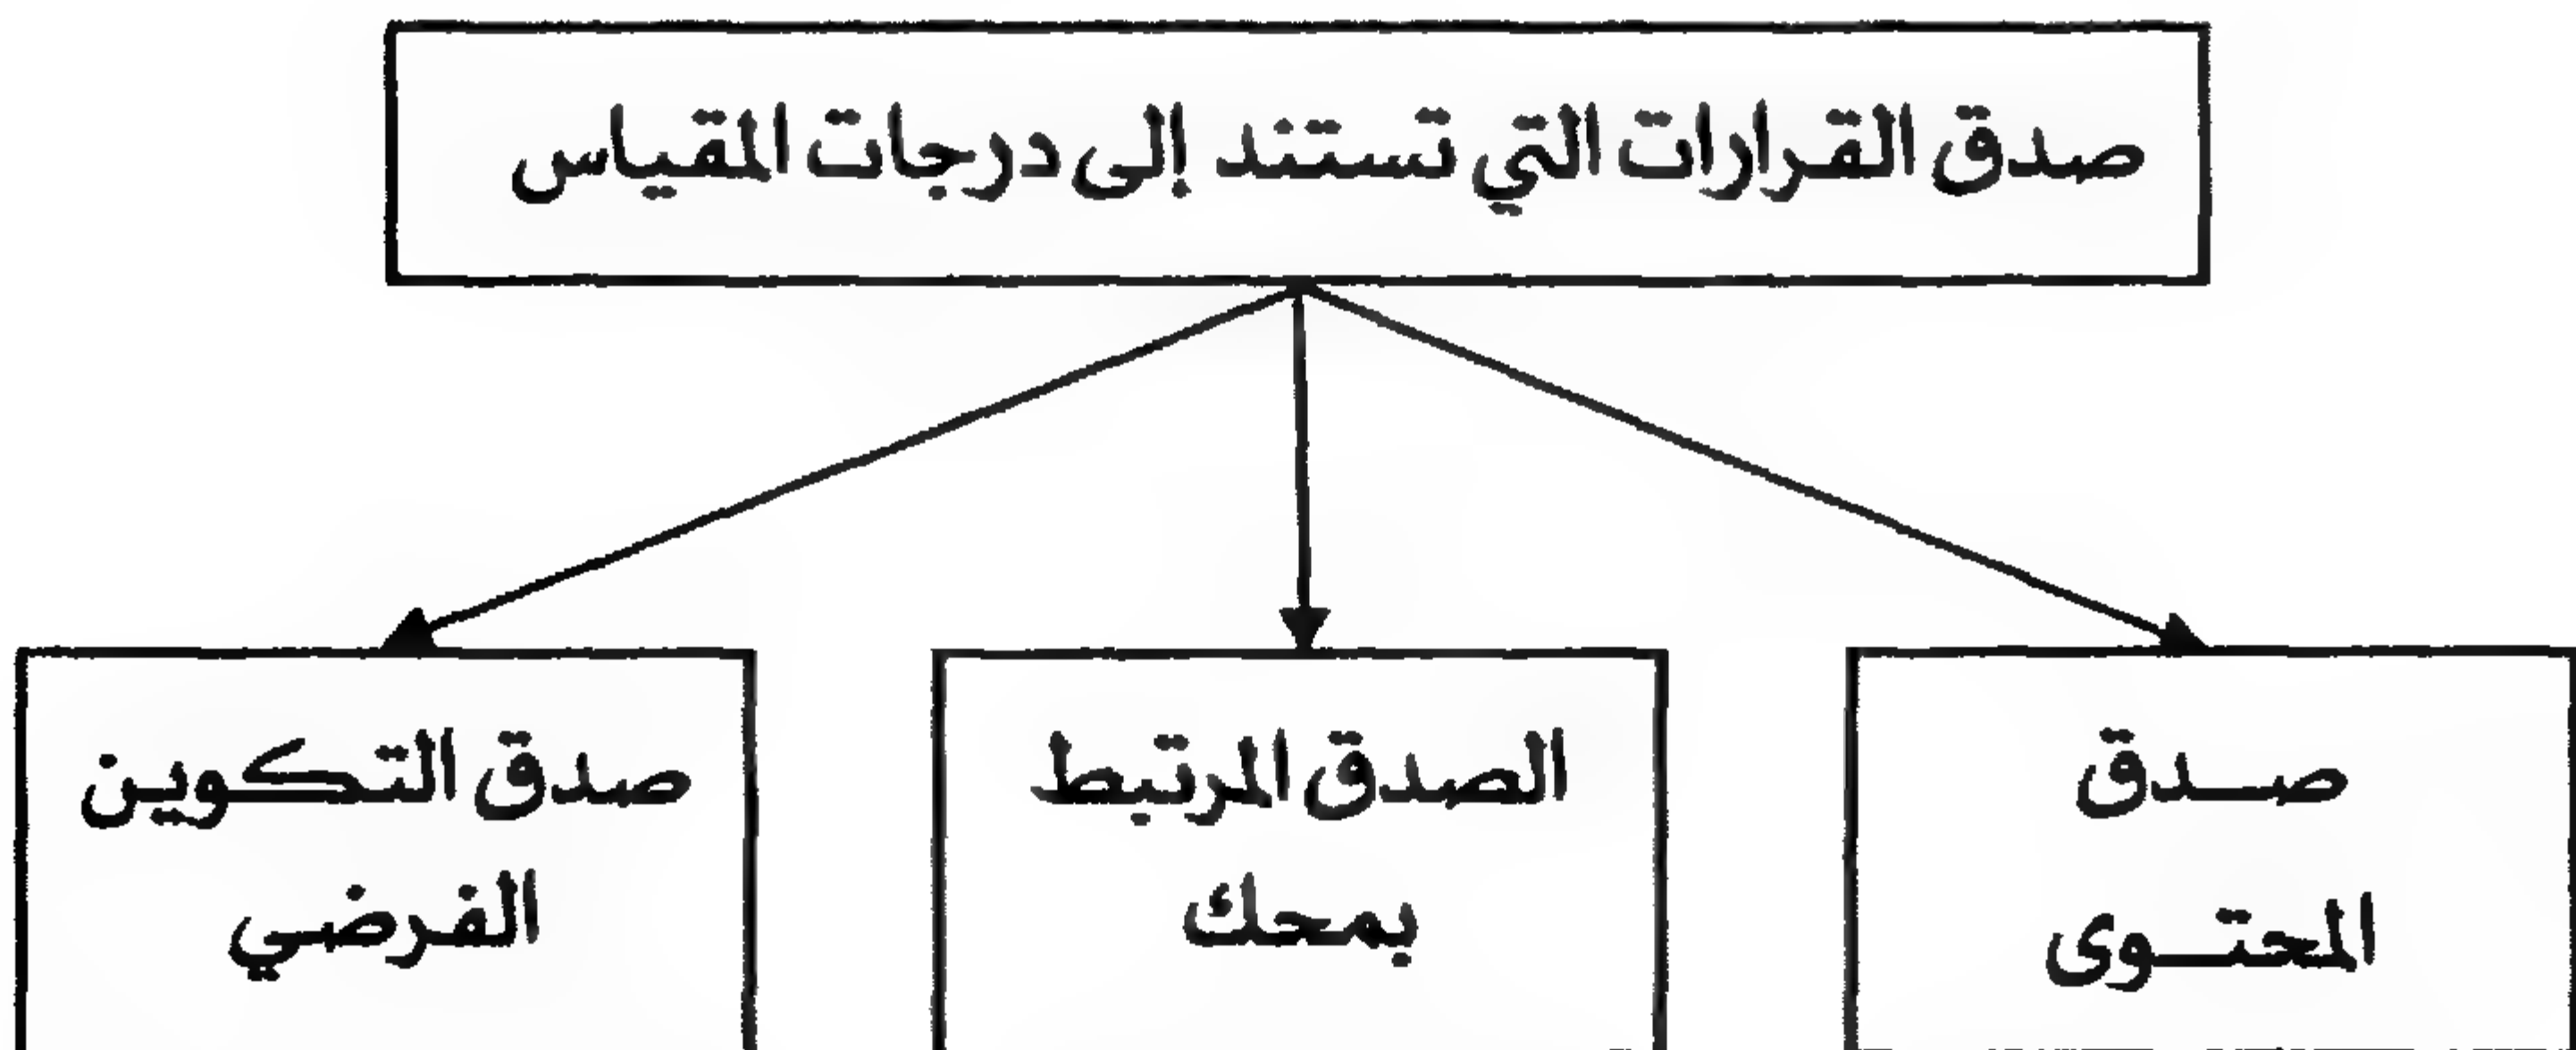 صدق القرارات التي تستند إلى درجات المقياس
صدق
المحتوى
الصدق المرتبط
بمحك
صدق التكوين
الفرضي